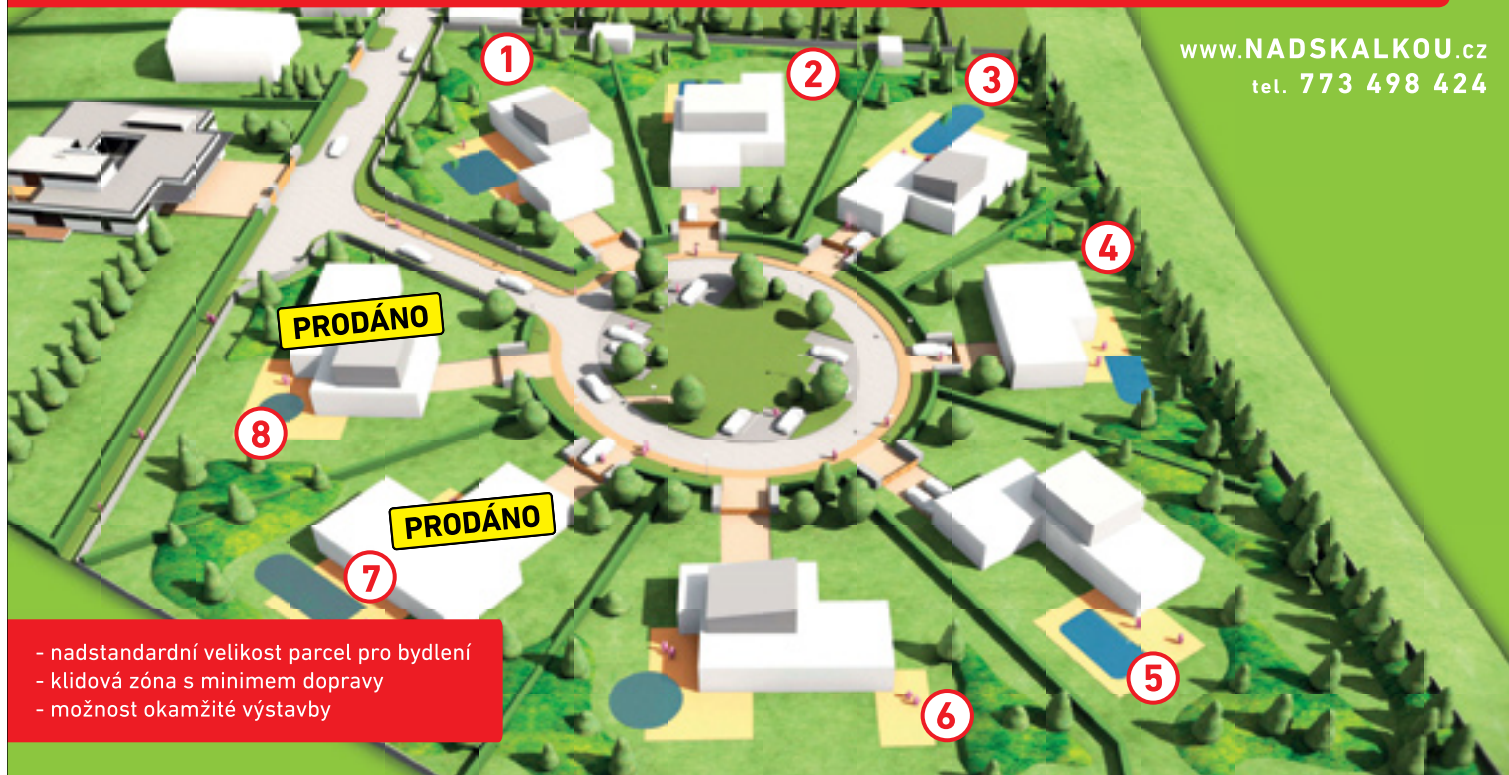 www.NADSKALKOU.cz
tel. 773 498 424
1
2
3
4
PRODÁNO
8
PRODÁNO
7
5
6
- nadstandardní velikost parcel pro bydlení
- klidová zóna s minimem dopravy
- možnost okamžité výstavby